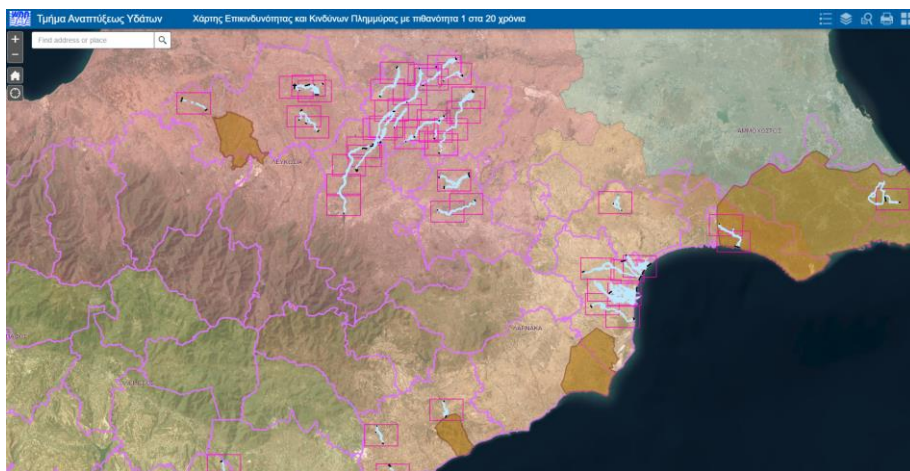 Τμήμα Αναπτύξεως Υδάτων
Χάρτης Επικινδυνότητας και Κινδύνων Πλημμύρας με πιθανότητα 1 στα 20 χρόνια
Find address or place
ΑΜΜΟΧΩΣΤΟΣ
ΛΕΥΚΩΣΙΑ
ΛΑΡΝΑΚΑ